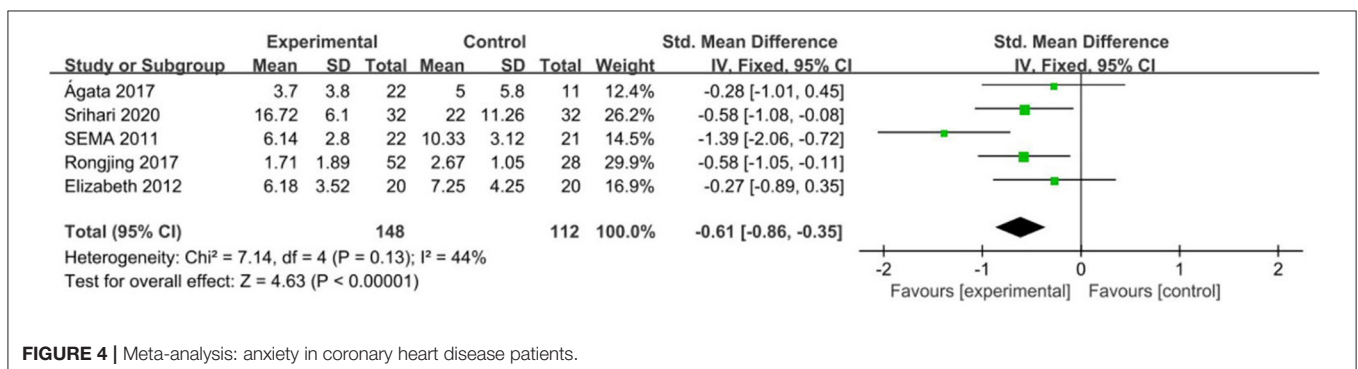 Experimental Control Std. Mean Difference Std. Mean Difference
Study or Subgroup Mean SD Total Mean SD Total Weight IV, Fixed, 95% CI IV, Fixed, 95% CI
Ágata 2017 3.7 3.8 22 5 5.8 11 12.4% -0.28 [-1.01, 0.45]
Srihari 2020 16.72 6.1 32 22 11.26 32 26.2% -0.58 [-1.08, -0.08]
SEMA 2011 6.14 2.8 22 10.33 3.12 21 14.5% -1.39 [-2.06, -0.72]
Rongjing 2017 1.71 1.89 52 2.67 1.05 28 29.9% -0.58 [-1.05, -0.11]
Elizabeth 2012 6.18 3.52 20 7.25 4.25 20 16.9% -0.27 [-0.89, 0.35]
Total (95% CI) 148 112 100.0% -0.61 [-0.86, -0.35]
Heterogeneity: Chi² = 7.14, df = 4 (P = 0.13); I² = 44%
Test for overall effect: Z = 4.63 (P < 0.00001)
-2 -1 0 1 2
Favours [experimental] Favours [control]
FIGURE 4 | Meta-analysis: anxiety in coronary heart disease patients.